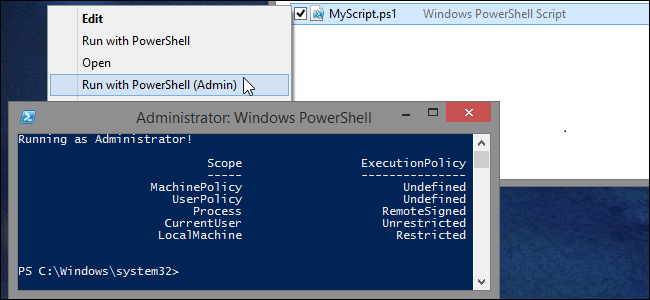 Edit
Run with PowerShell
Open
Run with PowerShell (Admin)
MyScript.ps1 Windows PowerShell Script
Administrator: Windows PowerShell
Running as Administrator!
Scope ExecutionPolicy
----- ---------------
MachinePolicy Undefined
UserPolicy Undefined
Process RemoteSigned
CurrentUser Unrestricted
LocalMachine Restricted
PS C:\Windows\system32>